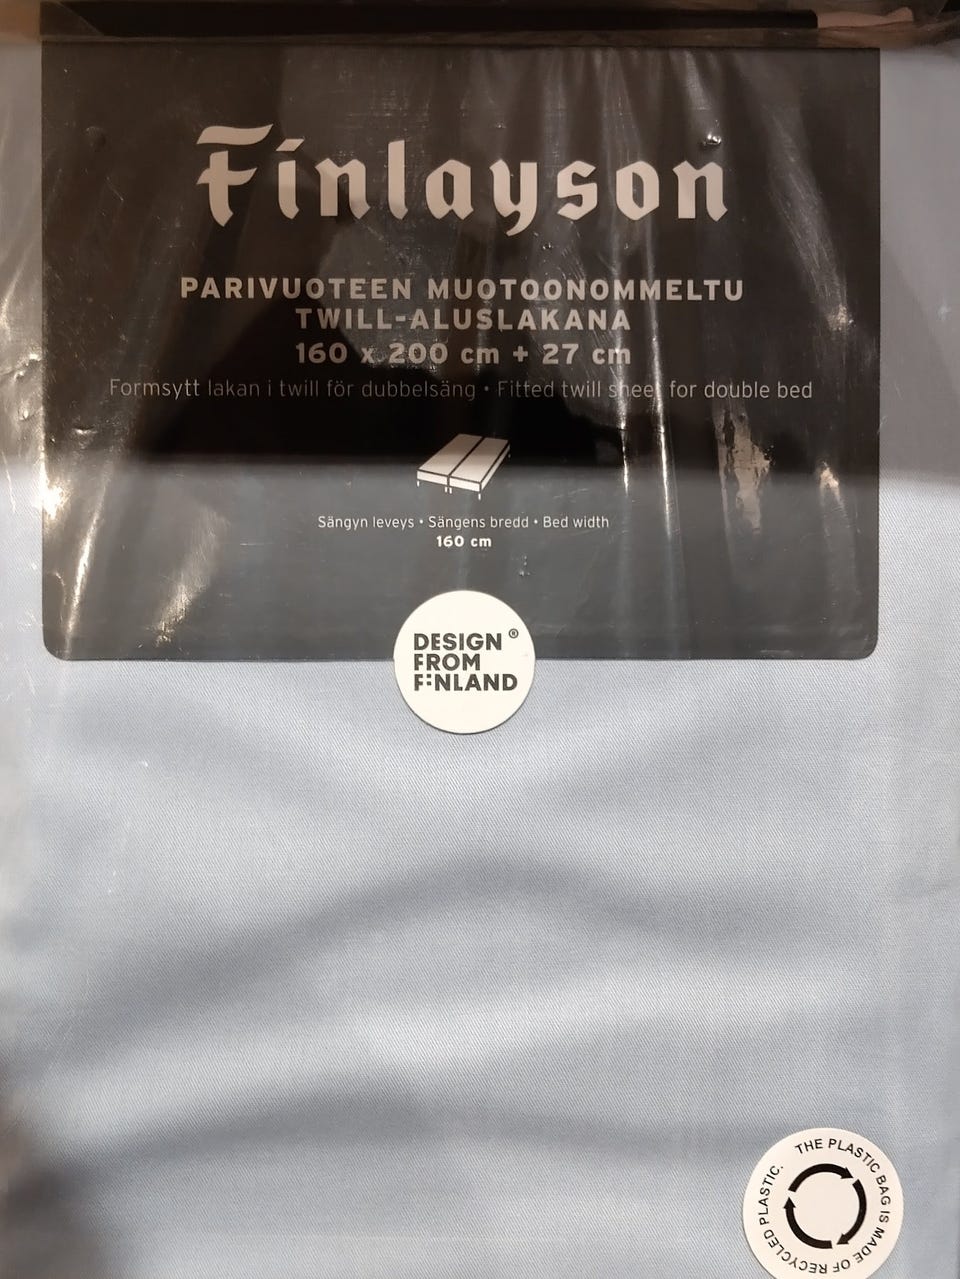 Finlayson
PARIVUOTEEN MUOTOONOMMELTU
TWILL-ALUSLAKANA
160 x 200 cm + 27 cm
Formsytt lakan i twill för dubbelsäng • Fitted twill sheet for double bed
Sängyn leveys • Sängens bredd • Bed width
160 cm
DESIGN ®
FROM
FINLAND
THE PLASTIC BAG IS MADE OF RECYCLED PLASTIC.